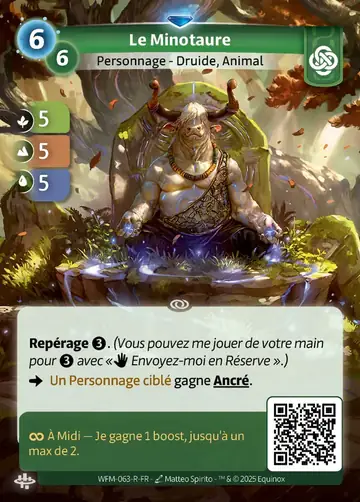 6
6
Le Minotaure
Personnage - Druide, Animal
5
5
5
Repérage ❸. (Vous pouvez me jouer de votre main
pour ❸ avec « Envoyez-moi en Réserve ».)
Un Personnage ciblé gagne Ancré.
À Midi — Je gagne 1 boost, jusqu'à un
max de 2.
WFM-063-R-FR - Matteo Spirito - ™ & © 2025 Equinox